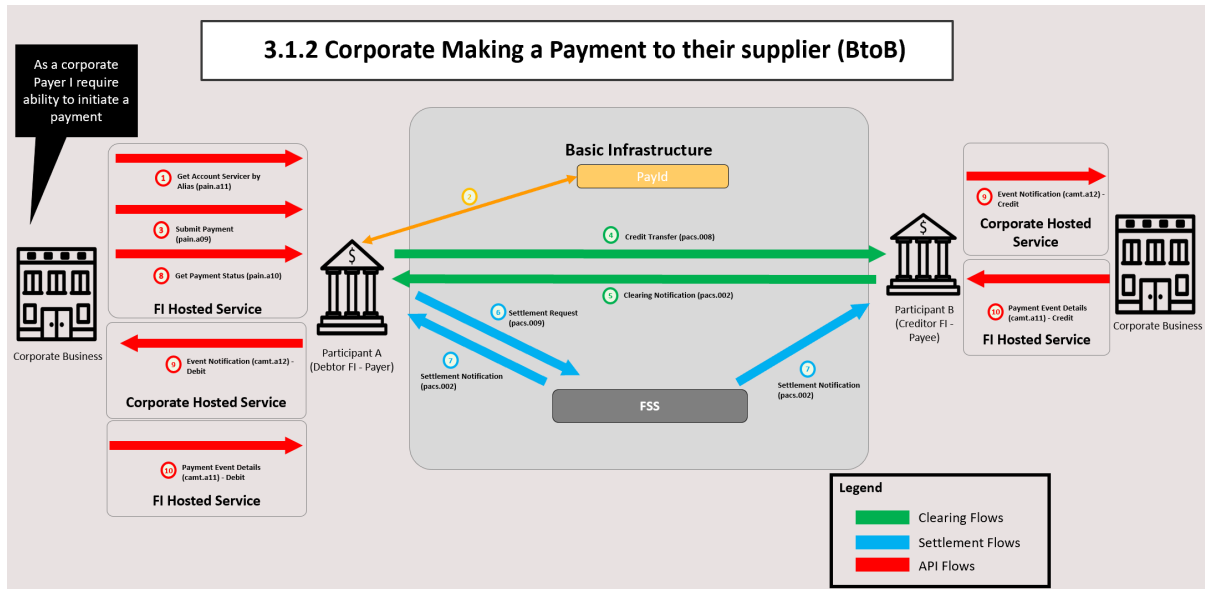 3.1.2 Corporate Making a Payment to their supplier (BtoB)
As a corporate
Payer I require
ability to initiate a
payment
1
Get Account Servicer by
Alias (pain.a11)
3
Submit Payment
(pain.a09)
8
Get Payment Status (pain.a10)
FI Hosted Service
Corporate Business
9
Event Notification (camt.a12) -
Debit
Corporate Hosted Service
10
Payment Event Details
(camt.a11) - Debit
FI Hosted Service
$
Participant A
(Debtor FI - Payer)
Basic Infrastructure
PayId
2
4
Credit Transfer (pacs.008)
5
Clearing Notification (pacs.002)
6
Settlement Request
(pacs.009)
7
Settlement Notification
(pacs.002)
7
Settlement Notification
(pacs.002)
FSS
$
Participant B
(Creditor FI -
Payee)
9
Event Notification (camt.a12) -
Credit
Corporate Hosted
Service
10
Payment Event Details
(camt.a11) - Credit
FI Hosted Service
Corporate Business
Legend
Clearing Flows
Settlement Flows
API Flows